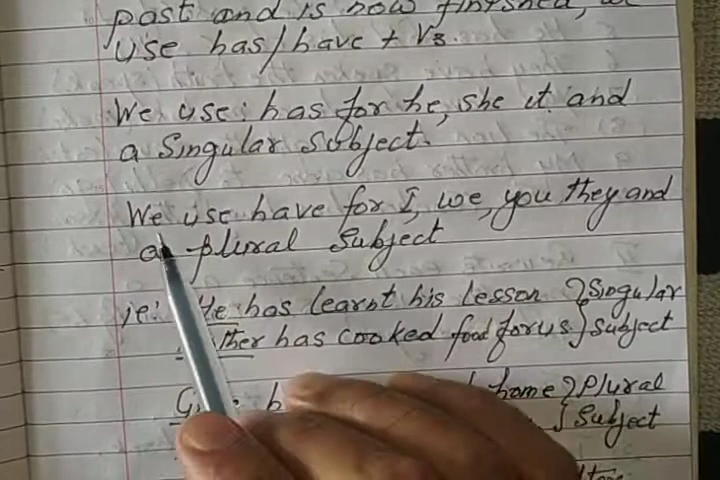 past and is now finished, we
use has/have + V3.
We use: has for he, she it and
a Singular Subject.
We use have for I, we, you they and
a plural Subject
ie: He has learnt his lesson } Singular
has cooked food for us. } Subject
home } Plural
} Subject